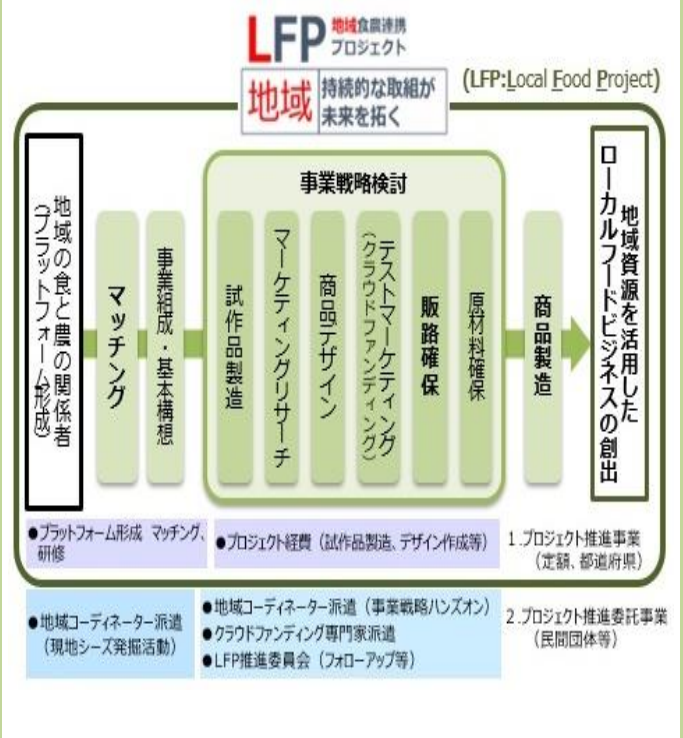 LFP
地域食農連携
プロジェクト
地域
持続的な取組が
未来を拓く
(LFP:Local Food Project)
地域の食と農の関係者
(プラットフォーム形成)
マッチング
事業組成・基本構想
事業戦略検討
試作品製造
マーケティングリサーチ
商品デザイン
テストマーケティング
(クラウドファンディング)
販路確保
原材料確保
商品製造
地域資源を活用した
ローカルフードビジネスの創出
●プラットフォーム形成 マッチング、
研修
●プロジェクト経費（試作品製造、デザイン作成等）
1.プロジェクト推進事業
（定額、都道府県）
●地域コーディネーター派遣
（現地シーズ発掘活動）
●地域コーディネーター派遣（事業戦略ハンズオン）
●クラウドファンディング専門家派遣
●LFP推進委員会（フォローアップ等）
2.プロジェクト推進委託事業
（民間団体等）